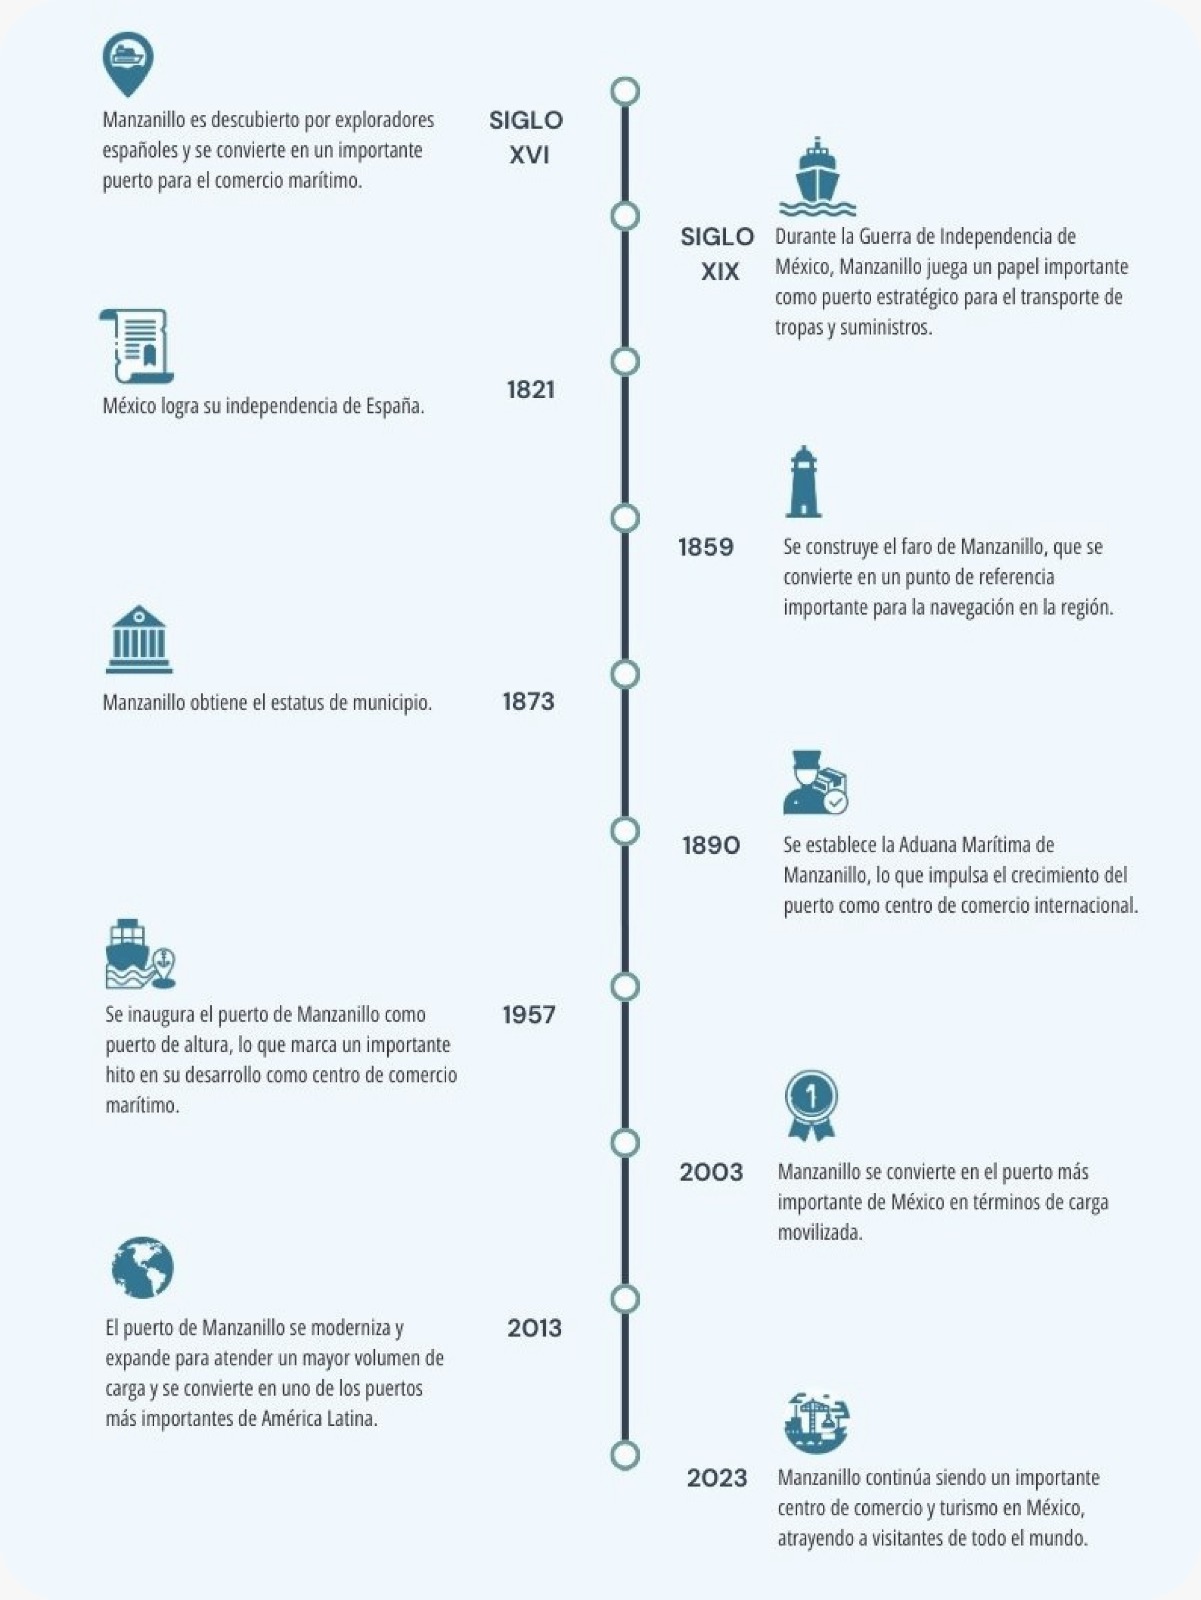 Manzanillo es descubierto por exploradores
españoles y se convierte en un importante
puerto para el comercio marítimo.
SIGLO
XVI
SIGLO
XIX
Durante la Guerra de Independencia de
México, Manzanillo juega un papel importante
como puerto estratégico para el transporte de
tropas y suministros.
México logra su independencia de España.
1821
1859
Se construye el faro de Manzanillo, que se
convierte en un punto de referencia
importante para la navegación en la región.
Manzanillo obtiene el estatus de municipio.
1873
1890
Se establece la Aduana Marítima de
Manzanillo, lo que impulsa el crecimiento del
puerto como centro de comercio internacional.
Se inaugura el puerto de Manzanillo como
puerto de altura, lo que marca un importante
hito en su desarrollo como centro de comercio
marítimo.
1957
1
2003
Manzanillo se convierte en el puerto más
importante de México en términos de carga
movilizada.
El puerto de Manzanillo se moderniza y
expande para atender un mayor volumen de
carga y se convierte en uno de los puertos
más importantes de América Latina.
2013
2023
Manzanillo continúa siendo un importante
centro de comercio y turismo en México,
atrayendo a visitantes de todo el mundo.